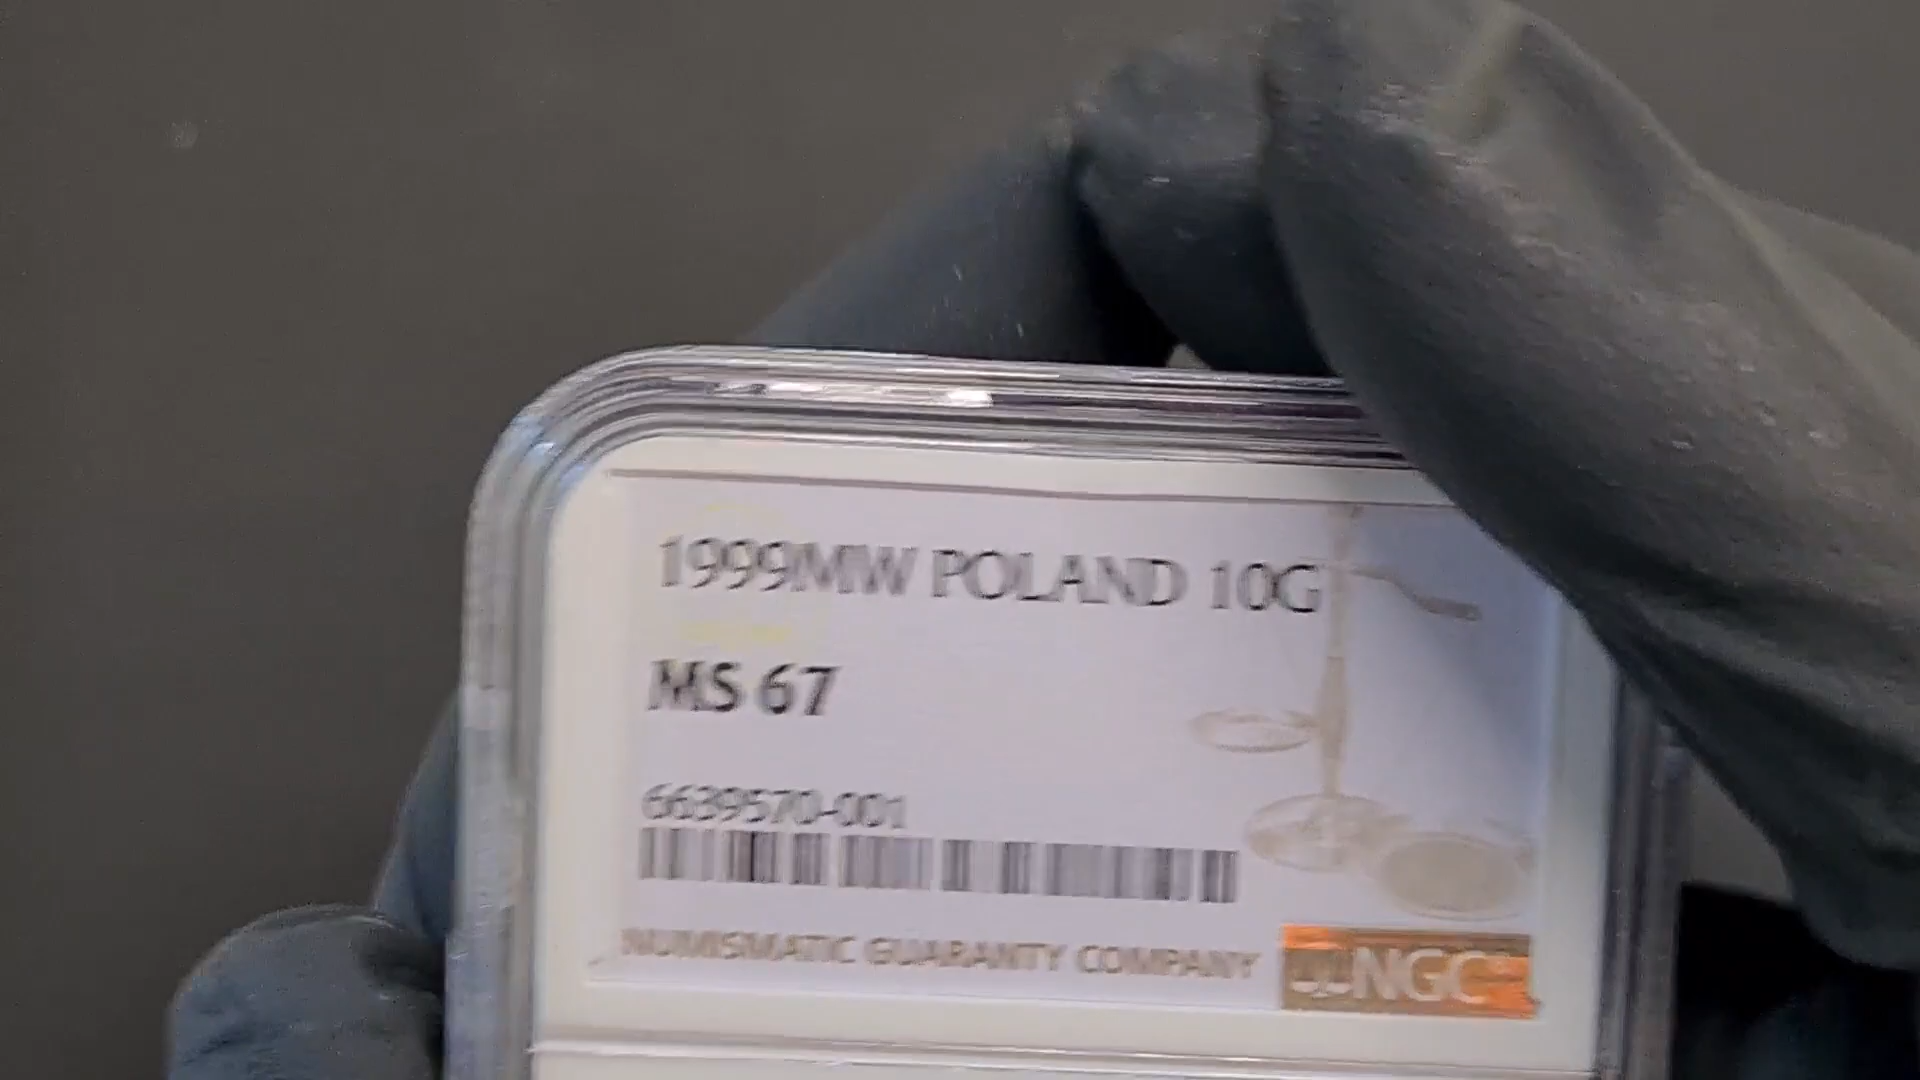 1999MW POLAND 10G
MS 67
6639570-001
NUMISMATIC GUARANTY COMPANY
NGC